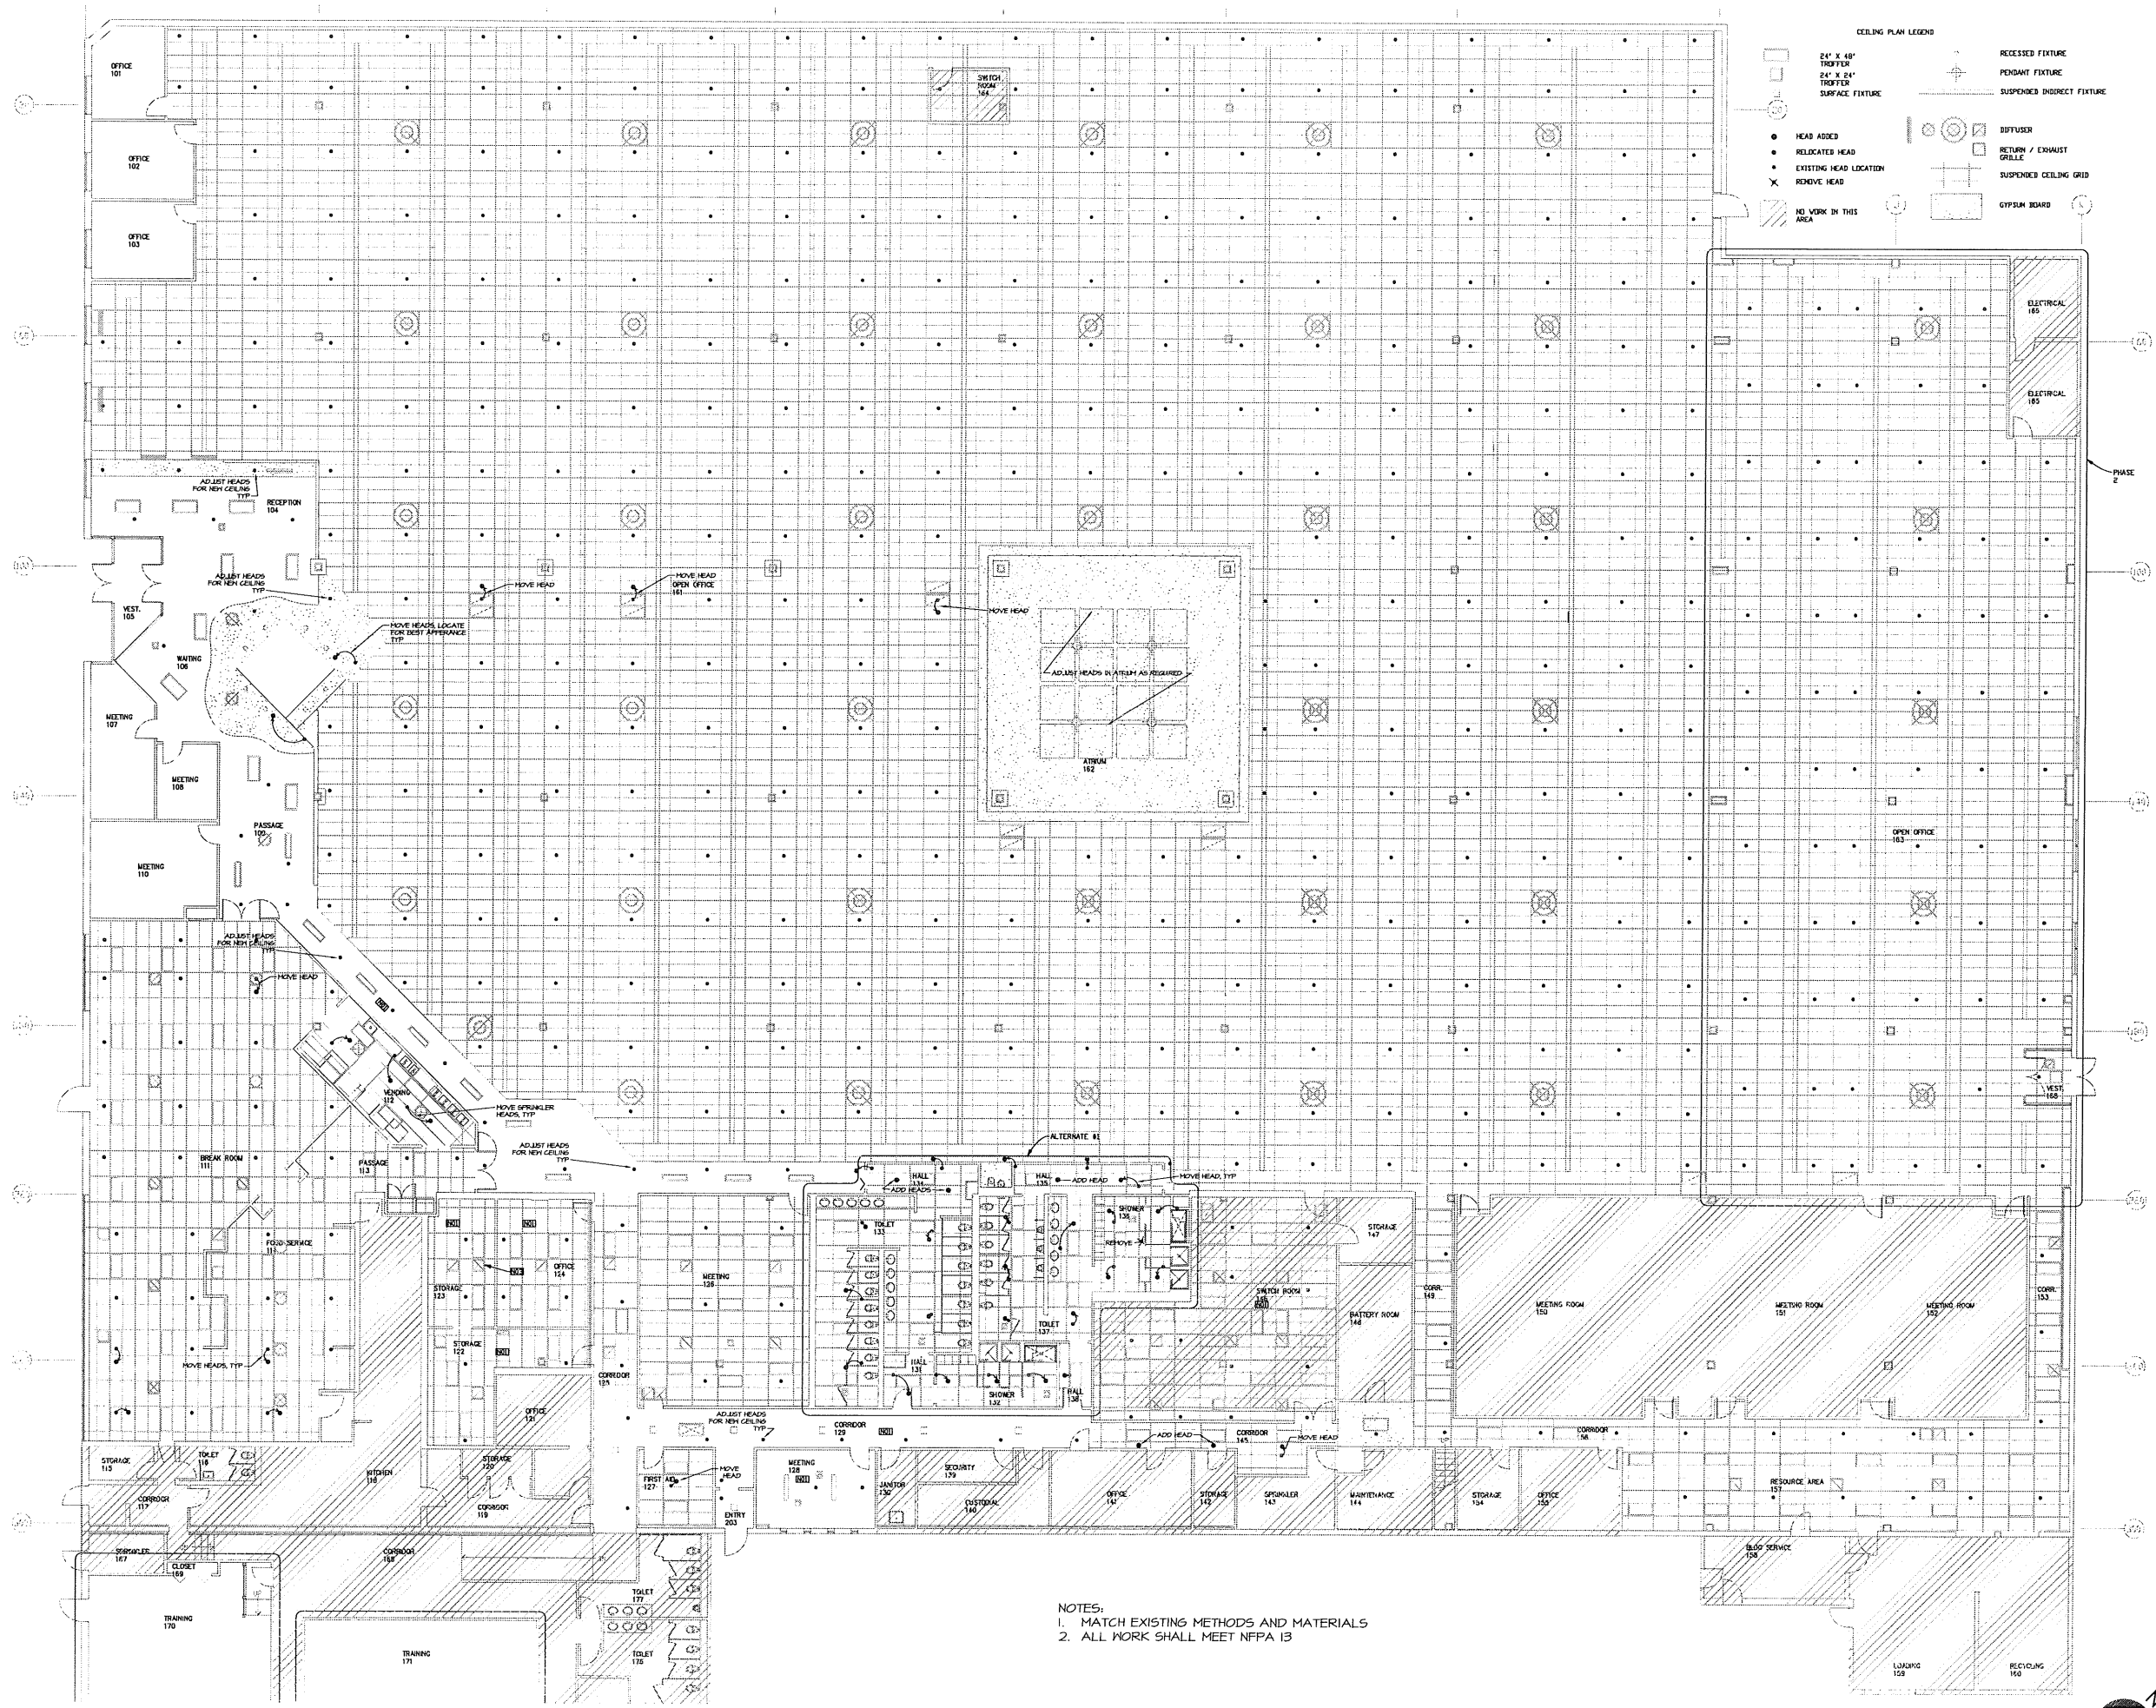 CEILING PLAN LEGEND
24" X 48"
TROFFER
24" X 24"
TROFFER
SURFACE FIXTURE
RECESSED FIXTURE
PENDANT FIXTURE
SUSPENDED INDIRECT FIXTURE
HEAD ADDED
RELOCATED HEAD
EXISTING HEAD LOCATION
REMOVE HEAD
NO WORK IN THIS
AREA
DIFFUSER
RETURN / EXHAUST
GRILLE
SUSPENDED CEILING GRID
GYPSUM BOARD
OFFICE
101
OFFICE
102
OFFICE
103
SWITCH
ROOM
164
ELECTRICAL
165
ELECTRICAL
165
PHASE
2
ADJUST HEADS
FOR NEW CEILING
TYP
RECEPTION
104
ADJUST HEADS
FOR NEW CEILING
TYP
MOVE HEAD
MOVE HEAD
OPEN OFFICE
161
MOVE HEAD
VEST.
105
MOVE HEADS, LOCATE
FOR BEST APPERANCE
TYP
WAITING
106
ADJUST HEADS IN ATRIUM AS REQUIRED
MEETING
107
ATRIUM
162
MEETING
108
PASSAGE
109
OPEN OFFICE
163
MEETING
110
ADJUST HEADS
FOR NEW CEILING
TYP
MOVE HEAD
VENDING
112
VEST.
168
MOVE SPRINKLER
HEADS, TYP
ADJUST HEADS
FOR NEW CEILING
TYP
ALTERNATE #1
BREAK ROOM
111
PASSAGE
113
HALL
134
ADD HEADS
HALL
135
ADD HEAD
MOVE HEAD, TYP
TOILET
133
SHOWER
136
REMOVE
STORAGE
147
FOOD SERVICE
OFFICE
124
STORAGE
123
MEETING
126
SWITCH ROOM
146
BATTERY ROOM
148
CORR.
149
MEETING ROOM
150
MEETING ROOM
151
MEETING ROOM
152
CORR.
153
TOILET
137
STORAGE
122
MOVE HEADS, TYP
HALL
131
CORRIDOR
125
SHOWER
132
HALL
138
OFFICE
121
ADJUST HEADS
FOR NEW CEILING
TYP
CORRIDOR
129
ADD HEAD
CORRIDOR
145
MOVE HEAD
CORRIDOR
156
STORAGE
115
TOILET
116
KITCHEN
118
STORAGE
120
FIRST AID
127
MOVE
HEAD
MEETING
128
SECURITY
139
JANITOR
130
CUSTODIAL
140
OFFICE
141
STORAGE
142
SPRINKLER
143
MAINTENANCE
144
STORAGE
154
OFFICE
155
RESOURCE AREA
157
CORRIDOR
117
CORRIDOR
119
ENTRY
203
SPRINKLER
167
CLOSET
169
CORRIDOR
168
BLDG SERVICE
158
TRAINING
170
TOILET
177
TRAINING
171
TOILET
176
LOADING
159
RECYCLING
160
NOTES:
1. MATCH EXISTING METHODS AND MATERIALS
2. ALL WORK SHALL MEET NFPA 13